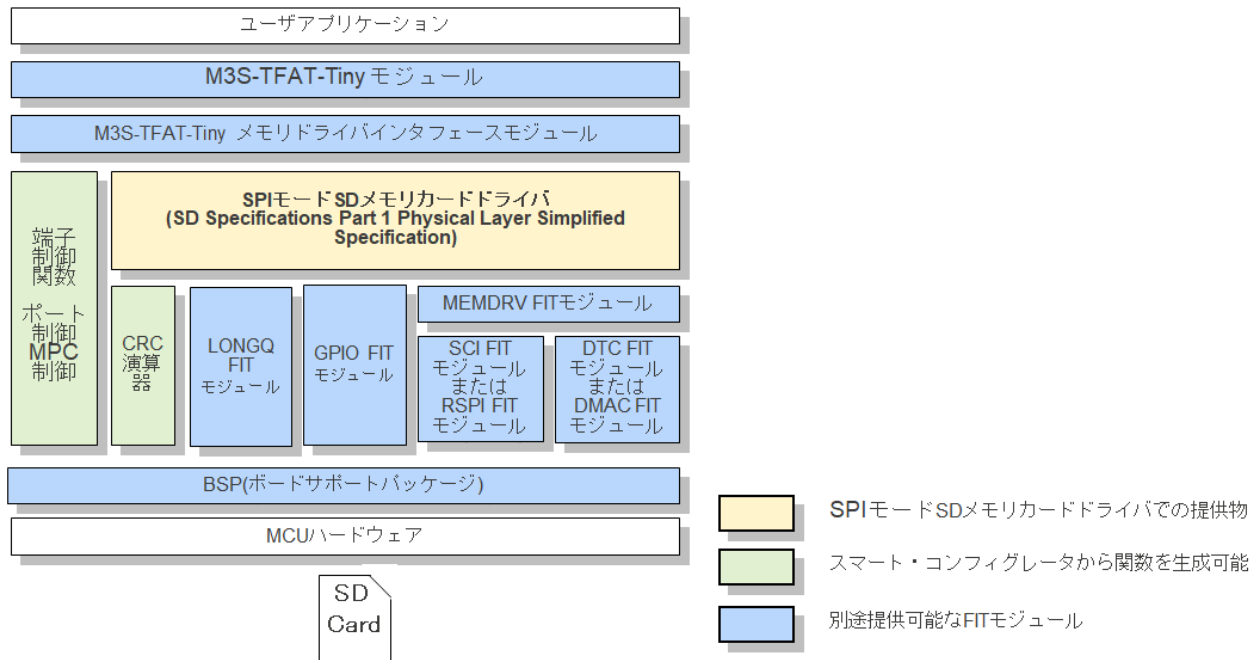 ユーザアプリケーション
M3S-TFAT-Tiny モジュール
M3S-TFAT-Tiny メモリドライバインタフェースモジュール
端子
制御
関数
ポート
制御
MPC
制御
SPIモードSDメモリカードドライバ
(SD Specifications Part 1 Physical Layer Simplified
Specification)
CRC
演算
器
LONGQ
FIT
モジュール
GPIO FIT
モジュール
MEMDRV FITモジュール
SCI FIT
モジュール
または
RSPI FIT
モジュール
DTC FIT
モジュール
または
DMAC FIT
モジュール
BSP(ボードサポートパッケージ)
MCUハードウェア
SD
Card
SPIモードSDメモリカードドライバでの提供物
スマート・コンフィグレータから関数を生成可能
別途提供可能なFITモジュール